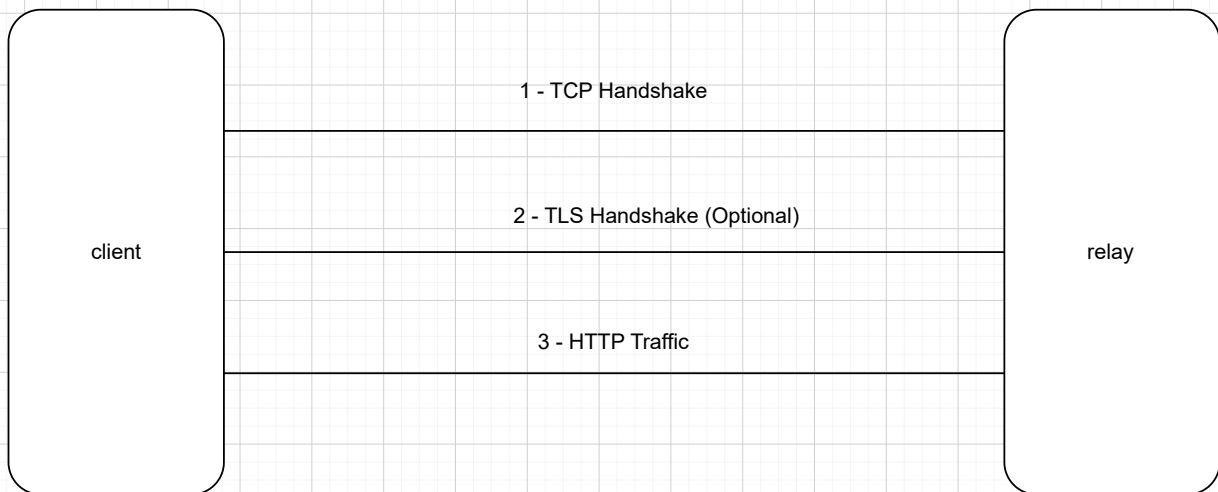 1 - TCP Handshake
2 - TLS Handshake (Optional)
client
relay
3 - HTTP Traffic